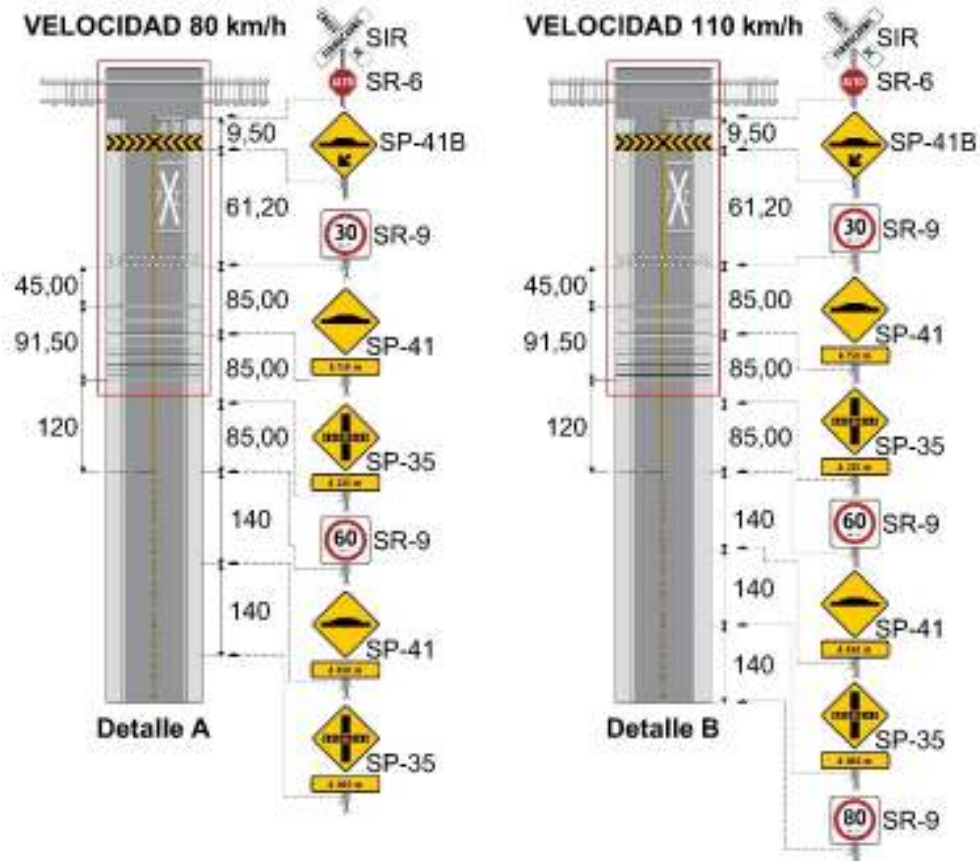 VELOCIDAD 80 km/h
SIR
ALTO
SR-6
9,50
SP-41B
61,20
30
SR-9
45,00
85,00
SP-41
91,50
85,00
120
85,00
SP-35
140
60
SR-9
140
SP-41
SP-35
Detalle A
VELOCIDAD 110 km/h
SIR
ALTO
SR-6
9,50
SP-41B
61,20
30
SR-9
45,00
85,00
SP-41
91,50
85,00
120
85,00
SP-35
140
60
SR-9
140
SP-41
140
SP-35
Detalle B
80
SR-9